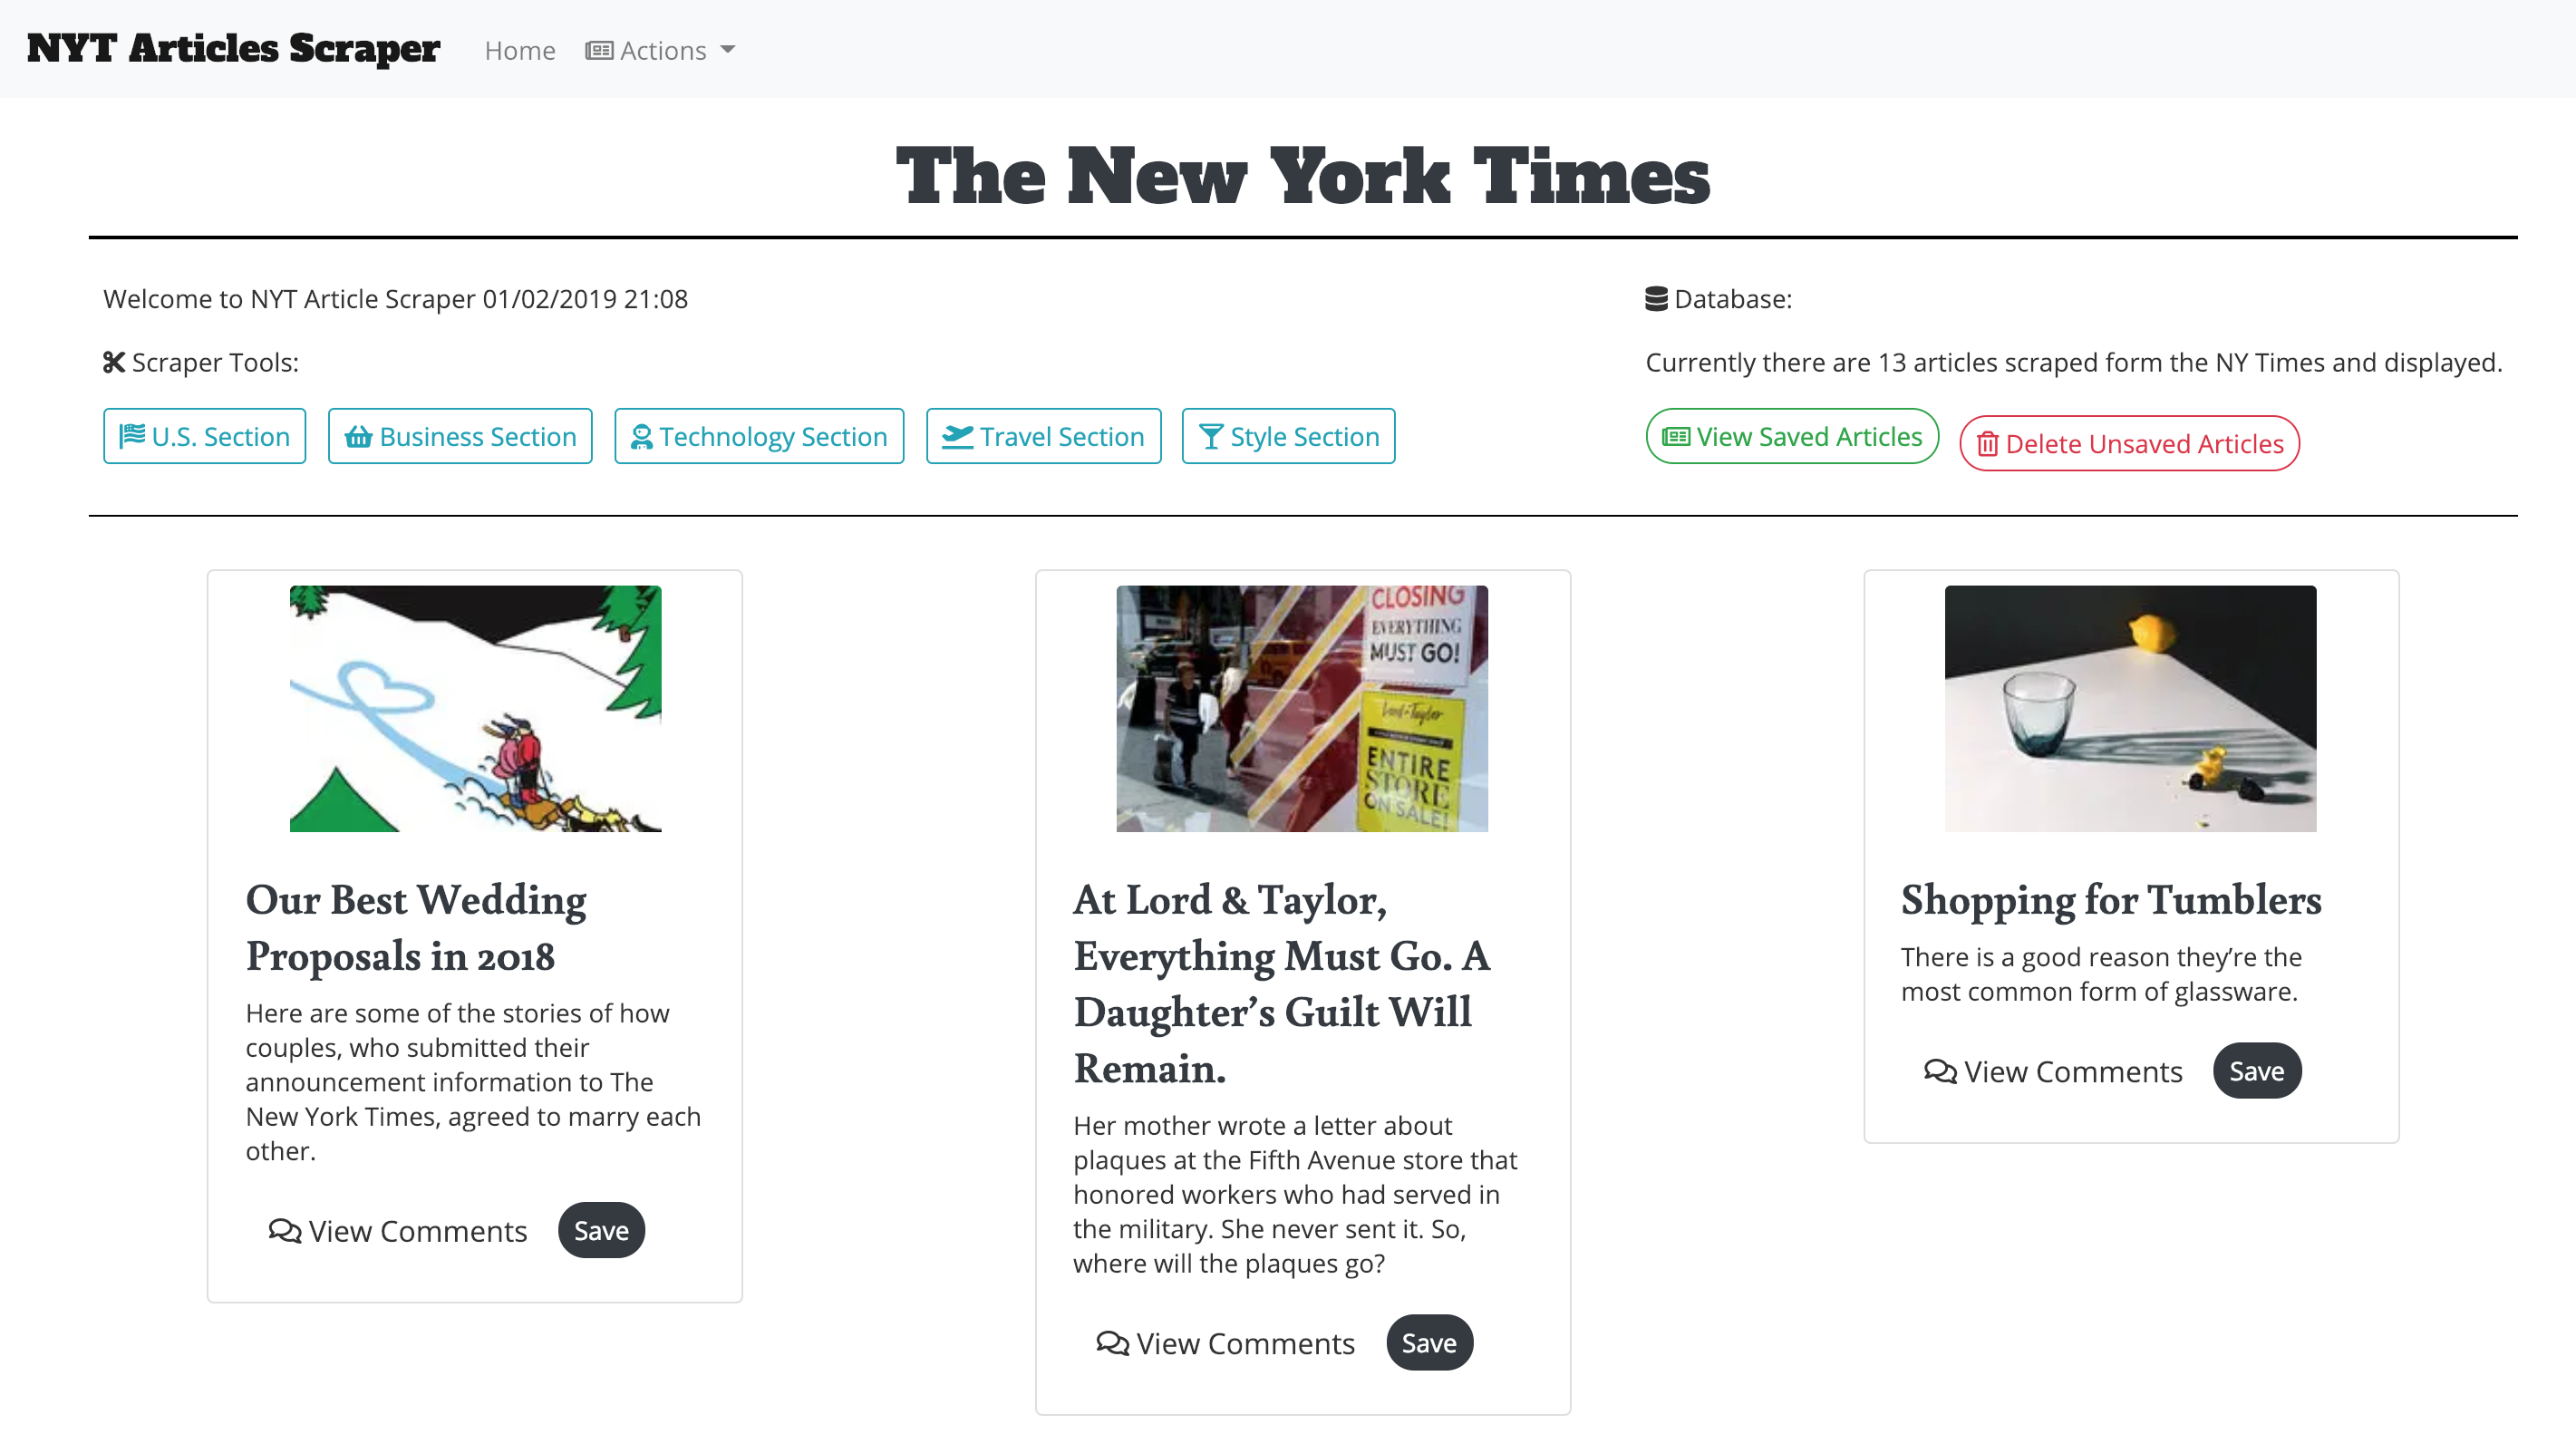 NYT Articles Scraper Home Actions
The New York Times
Welcome to NYT Article Scraper 01/02/2019 21:08
Scraper Tools:
U.S. Section Business Section Technology Section Travel Section Style Section
Database:
Currently there are 13 articles scraped form the NY Times and displayed.
View Saved Articles Delete Unsaved Articles
Our Best Wedding
Proposals in 2018
Here are some of the stories of how
couples, who submitted their
announcement information to The
New York Times, agreed to marry each
other.
View Comments Save
CLOSING
EVERYTHING
MUST GO!
Lord & Taylor
ENTIRE
STORE
ON SALE!
At Lord & Taylor,
Everything Must Go. A
Daughter’s Guilt Will
Remain.
Her mother wrote a letter about
plaques at the Fifth Avenue store that
honored workers who had served in
the military. She never sent it. So,
where will the plaques go?
View Comments Save
Shopping for Tumblers
There is a good reason they’re the
most common form of glassware.
View Comments Save